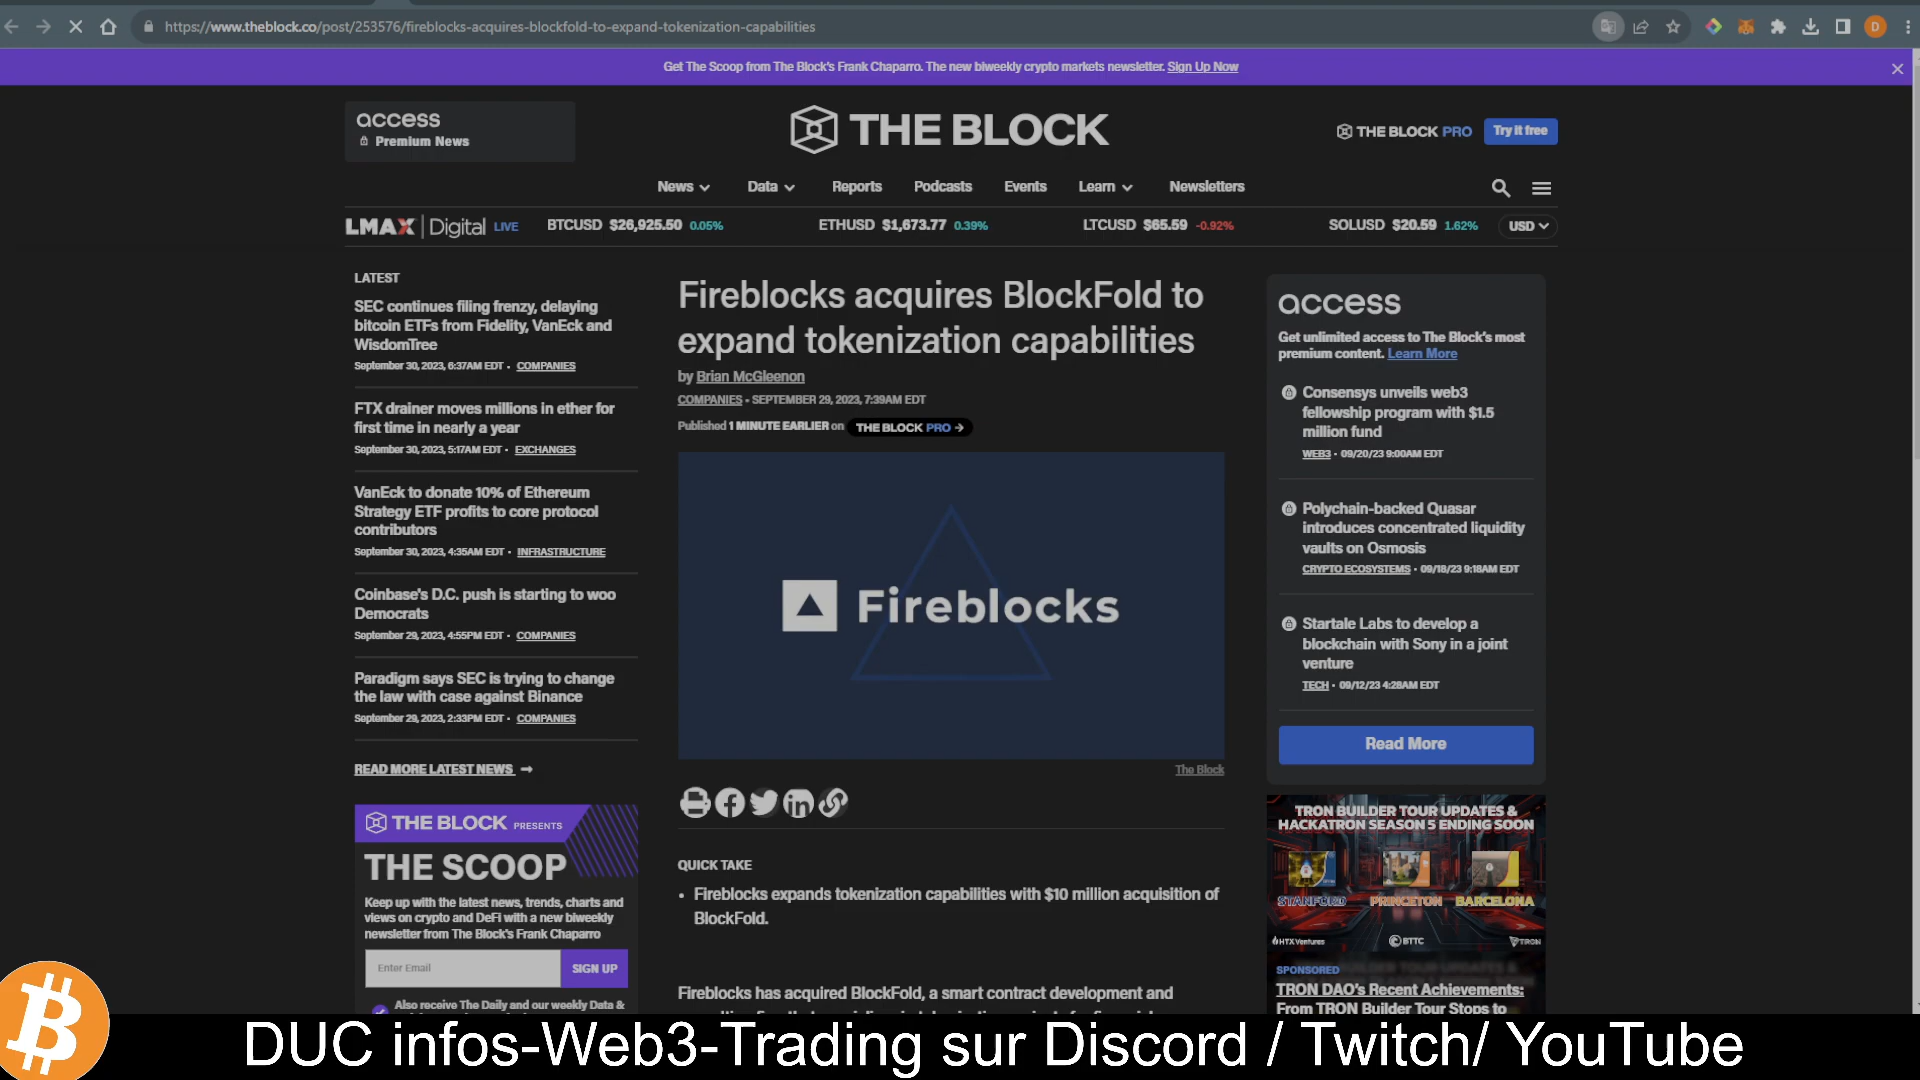 https://www.theblock.co/post/253576/fireblocks-acquires-blockfold-to-expand-tokenization-capabilities
D
Get The Scoop from The Block's Frank Chaparro. The new biweekly crypto markets newsletter. Sign Up Now
access
Premium News
THE BLOCK
THE BLOCK PRO
Try it free
News
Data
Reports
Podcasts
Events
Learn
Newsletters
LMAX Digital LIVE
BTCUSD $26,925.50 0.05%
ETHUSD $1,673.77 0.39%
LTCUSD $65.59 -0.92%
SOLUSD $20.59 1.62%
USD
LATEST
SEC continues filing frenzy, delaying
bitcoin ETFs from Fidelity, VanEck and
WisdomTree
September 30, 2023, 6:37AM EDT • COMPANIES
FTX drainer moves millions in ether for
first time in nearly a year
September 30, 2023, 5:17AM EDT • EXCHANGES
VanEck to donate 10% of Ethereum
Strategy ETF profits to core protocol
contributors
September 30, 2023, 4:35AM EDT • INFRASTRUCTURE
Coinbase's D.C. push is starting to woo
Democrats
September 29, 2023, 4:55PM EDT • COMPANIES
Paradigm says SEC is trying to change
the law with case against Binance
September 29, 2023, 2:33PM EDT • COMPANIES
READ MORE LATEST NEWS →
THE BLOCK PRESENTS
THE SCOOP
Keep up with the latest news, trends, charts and
views on crypto and DeFi with a new biweekly
newsletter from The Block's Frank Chaparro
Enter Email
SIGN UP
Also receive The Daily and our weekly Data &
Fireblocks acquires BlockFold to
expand tokenization capabilities
by Brian McGleenon
COMPANIES • SEPTEMBER 29, 2023, 7:39AM EDT
Published 1 MINUTE EARLIER on THE BLOCK PRO →
Fireblocks
The Block
QUICK TAKE
• Fireblocks expands tokenization capabilities with $10 million acquisition of
BlockFold.
Fireblocks has acquired BlockFold, a smart contract development and
access
Get unlimited access to The Block's most
premium content. Learn More
Consensys unveils web3
fellowship program with $1.5
million fund
WEB3 • 09/20/23 9:00AM EDT
Polychain-backed Quasar
introduces concentrated liquidity
vaults on Osmosis
CRYPTO ECOSYSTEMS • 09/18/23 9:18AM EDT
Startale Labs to develop a
blockchain with Sony in a joint
venture
TECH • 09/12/23 4:28AM EDT
Read More
TRON BUILDER TOUR UPDATES &
HACKATRON SEASON 5 ENDING SOON
STANFORD PRINCETON BARCELONA
HTX Ventures
BTTC
TRON
SPONSORED
TRON DAO's Recent Achievements:
From TRON Builder Tour Stops to
DUC infos-Web3-Trading sur Discord / Twitch/ YouTube